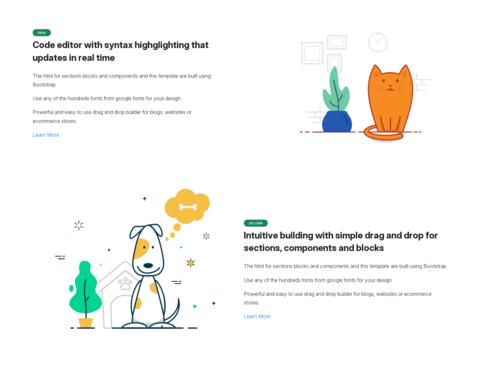 new
Code editor with syntax highghlighting that
updates in real time
The html for sections blocks and components and this template are built using
Bootstrap.
Use any of the hundreds fonts from google fonts for your design
Powerful and easy to use drag and drop builder for blogs, websites or
ecommerce stores.
Learn More
Intuitive building with simple drag and drop for
sections, components and blocks
The html for sections blocks and components and this template are built using Bootstrap.
Use any of the hundreds fonts from google fonts for your design
Powerful and easy to use drag and drop builder for blogs, websites or ecommerce
stores.
Learn More